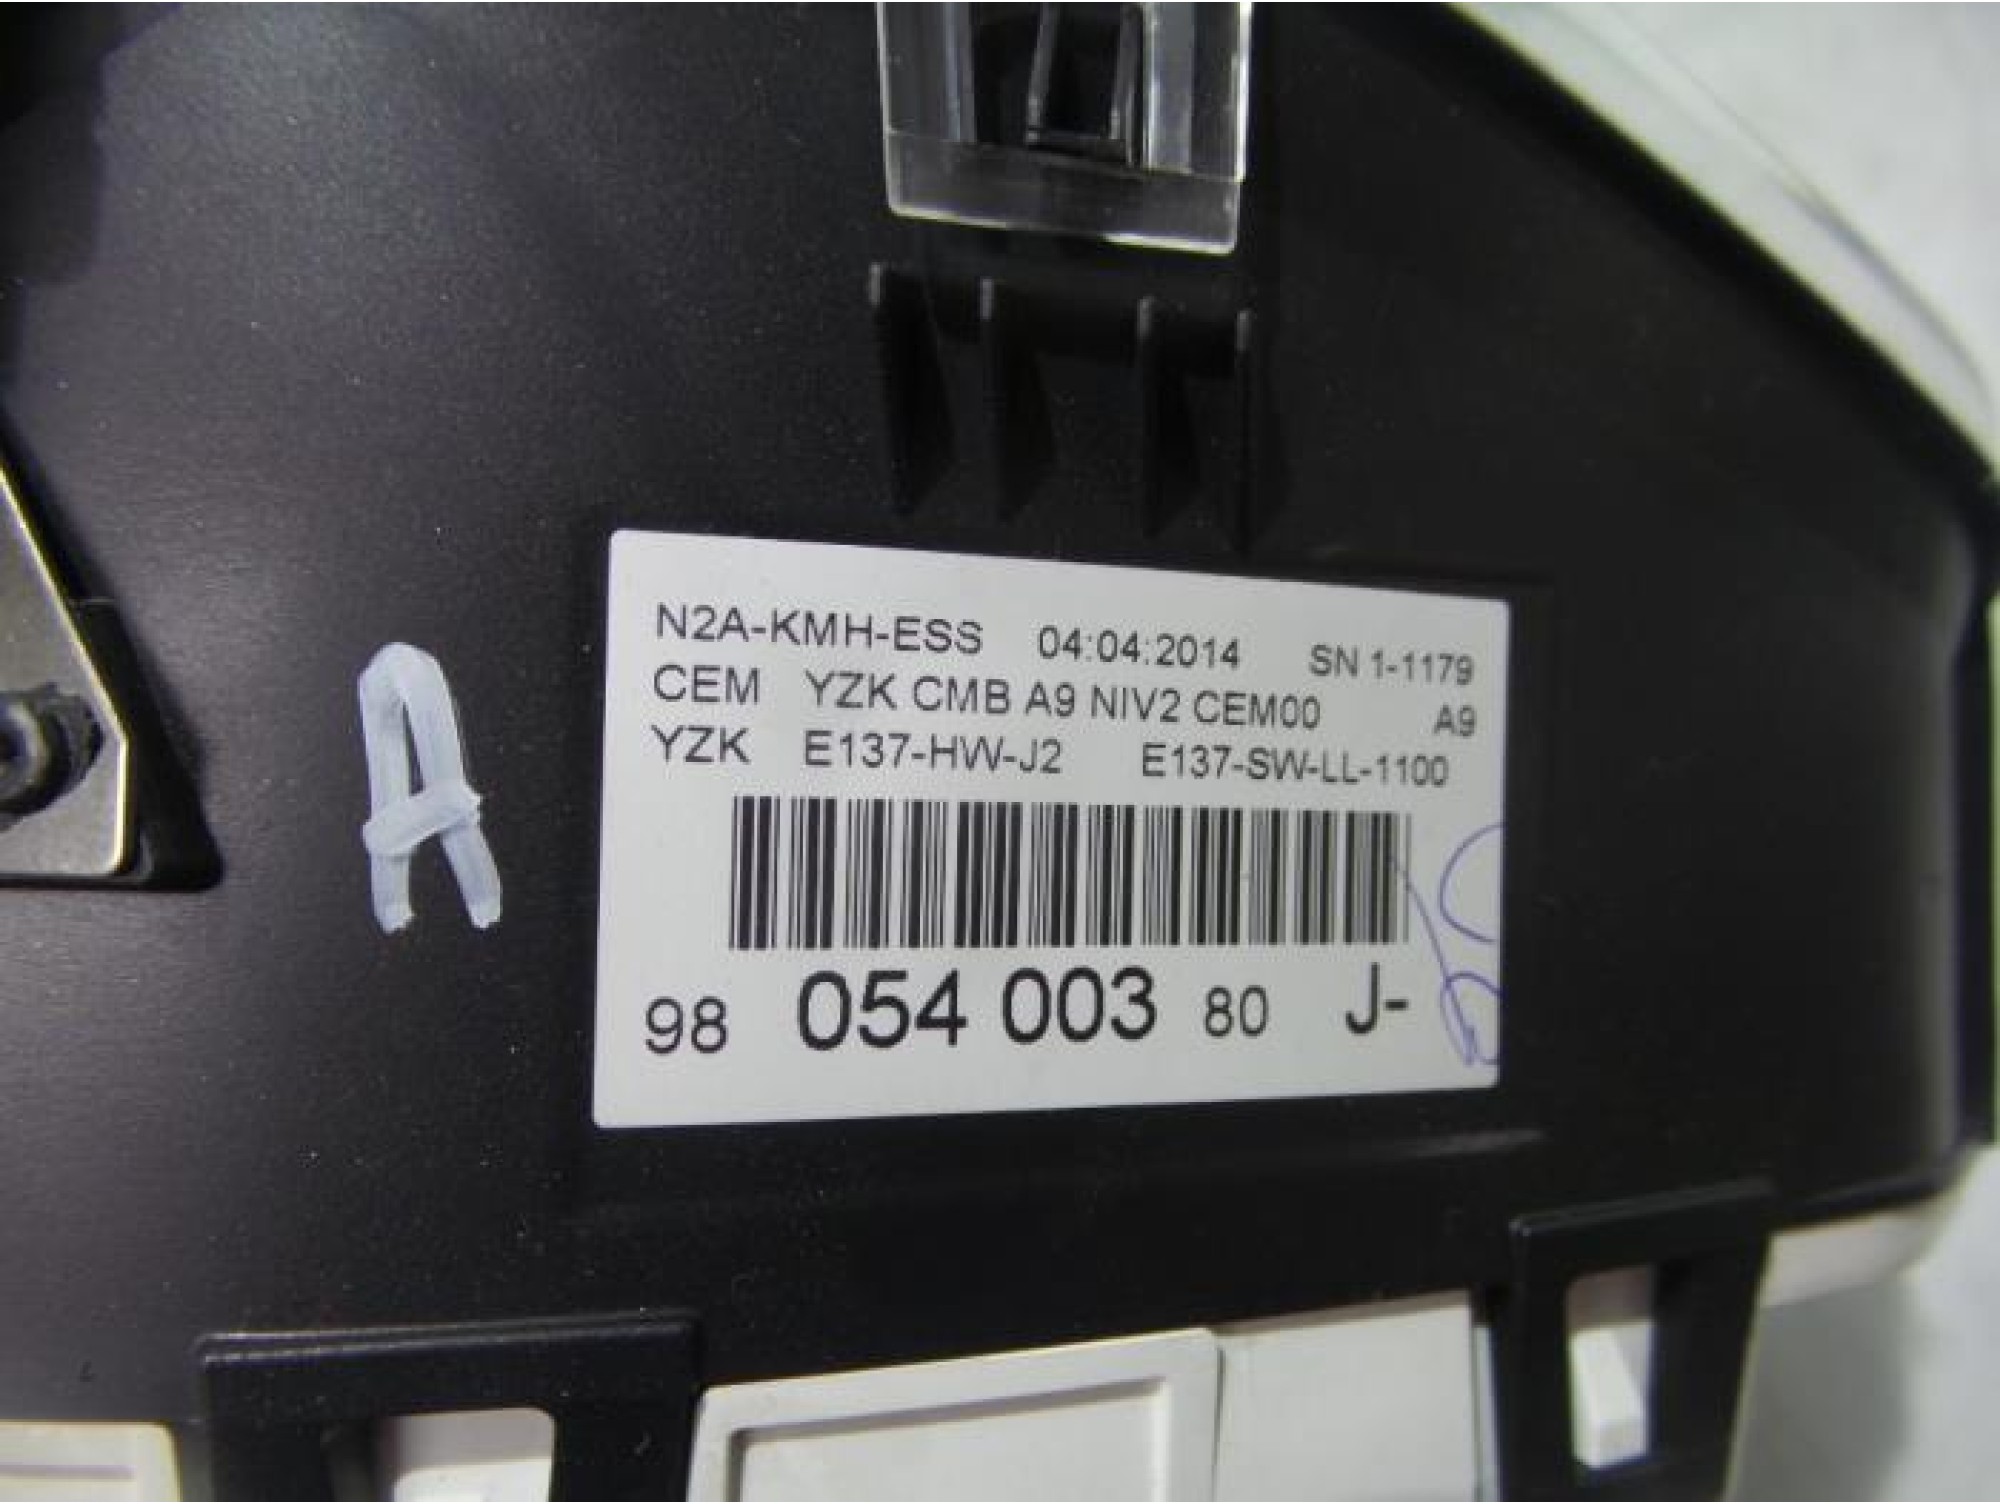 A
N2A-KMH-ESS 04:04:2014 SN 1-1179
CEM YZK CMB A9 NIV2 CEM00 A9
YZK E137-HW-J2 E137-SW-LL-1100
98 054 003 80 J-